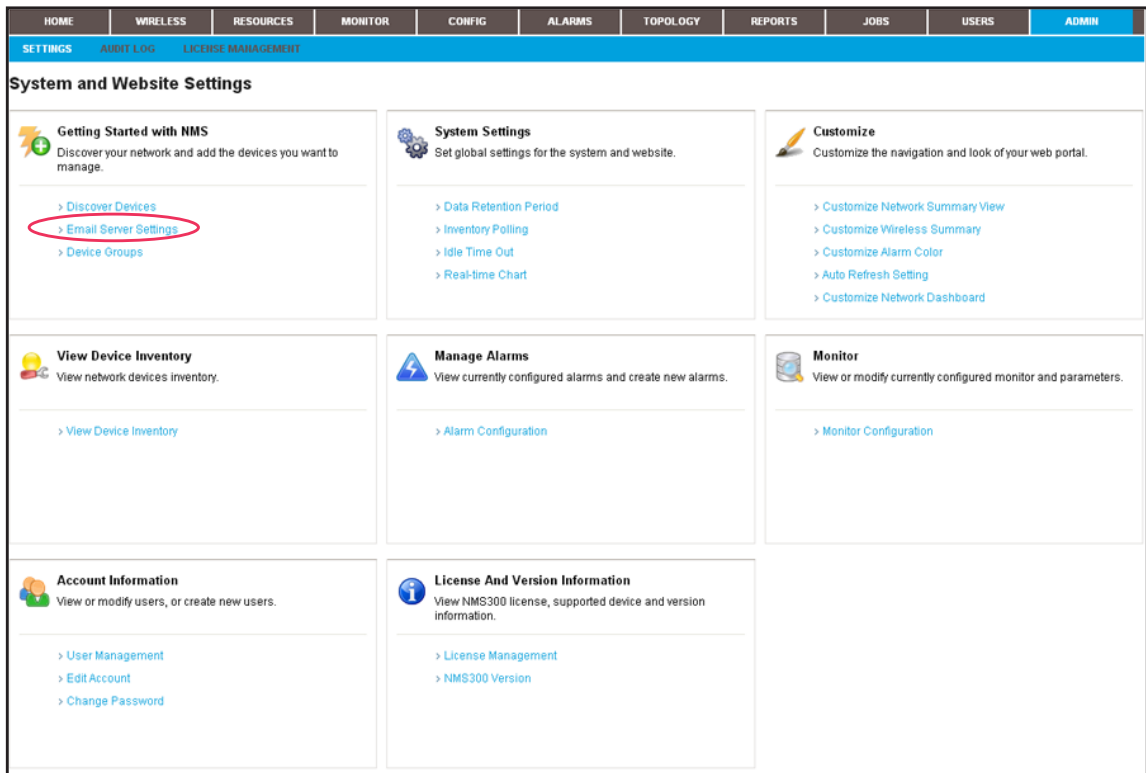 HOME WIRELESS RESOURCES MONITOR CONFIG ALARMS TOPOLOGY REPORTS JOBS USERS ADMIN
SETTINGS AUDIT LOG LICENSE MANAGEMENT
System and Website Settings
Getting Started with NMS
Discover your network and add the devices you want to
manage.
> Discover Devices
> Email Server Settings
> Device Groups
System Settings
Set global settings for the system and website.
> Data Retention Period
> Inventory Polling
> Idle Time Out
> Real-time Chart
Customize
Customize the navigation and look of your web portal.
> Customize Network Summary View
> Customize Wireless Summary
> Customize Alarm Color
> Auto Refresh Setting
> Customize Network Dashboard
View Device Inventory
View network devices inventory.
> View Device Inventory
Manage Alarms
View currently configured alarms and create new alarms.
> Alarm Configuration
Monitor
View or modify currently configured monitor and parameters.
> Monitor Configuration
Account Information
View or modify users, or create new users.
> User Management
> Edit Account
> Change Password
License And Version Information
View NMS300 license, supported device and version
information.
> License Management
> NMS300 Version